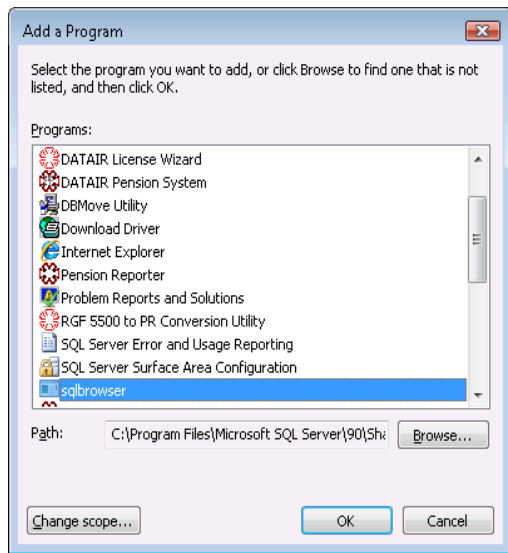 Add a Program
Select the program you want to add, or click Browse to find one that is not
listed, and then click OK.
Programs:
DATAIR License Wizard
DATAIR Pension System
DBMove Utility
Download Driver
Internet Explorer
Pension Reporter
Problem Reports and Solutions
RGF 5500 to PR Conversion Utility
SQL Server Error and Usage Reporting
SQL Server Surface Area Configuration
sqlbrowser
Path: C:\Program Files\Microsoft SQL Server\90\Sha Browse...
Change scope... OK Cancel